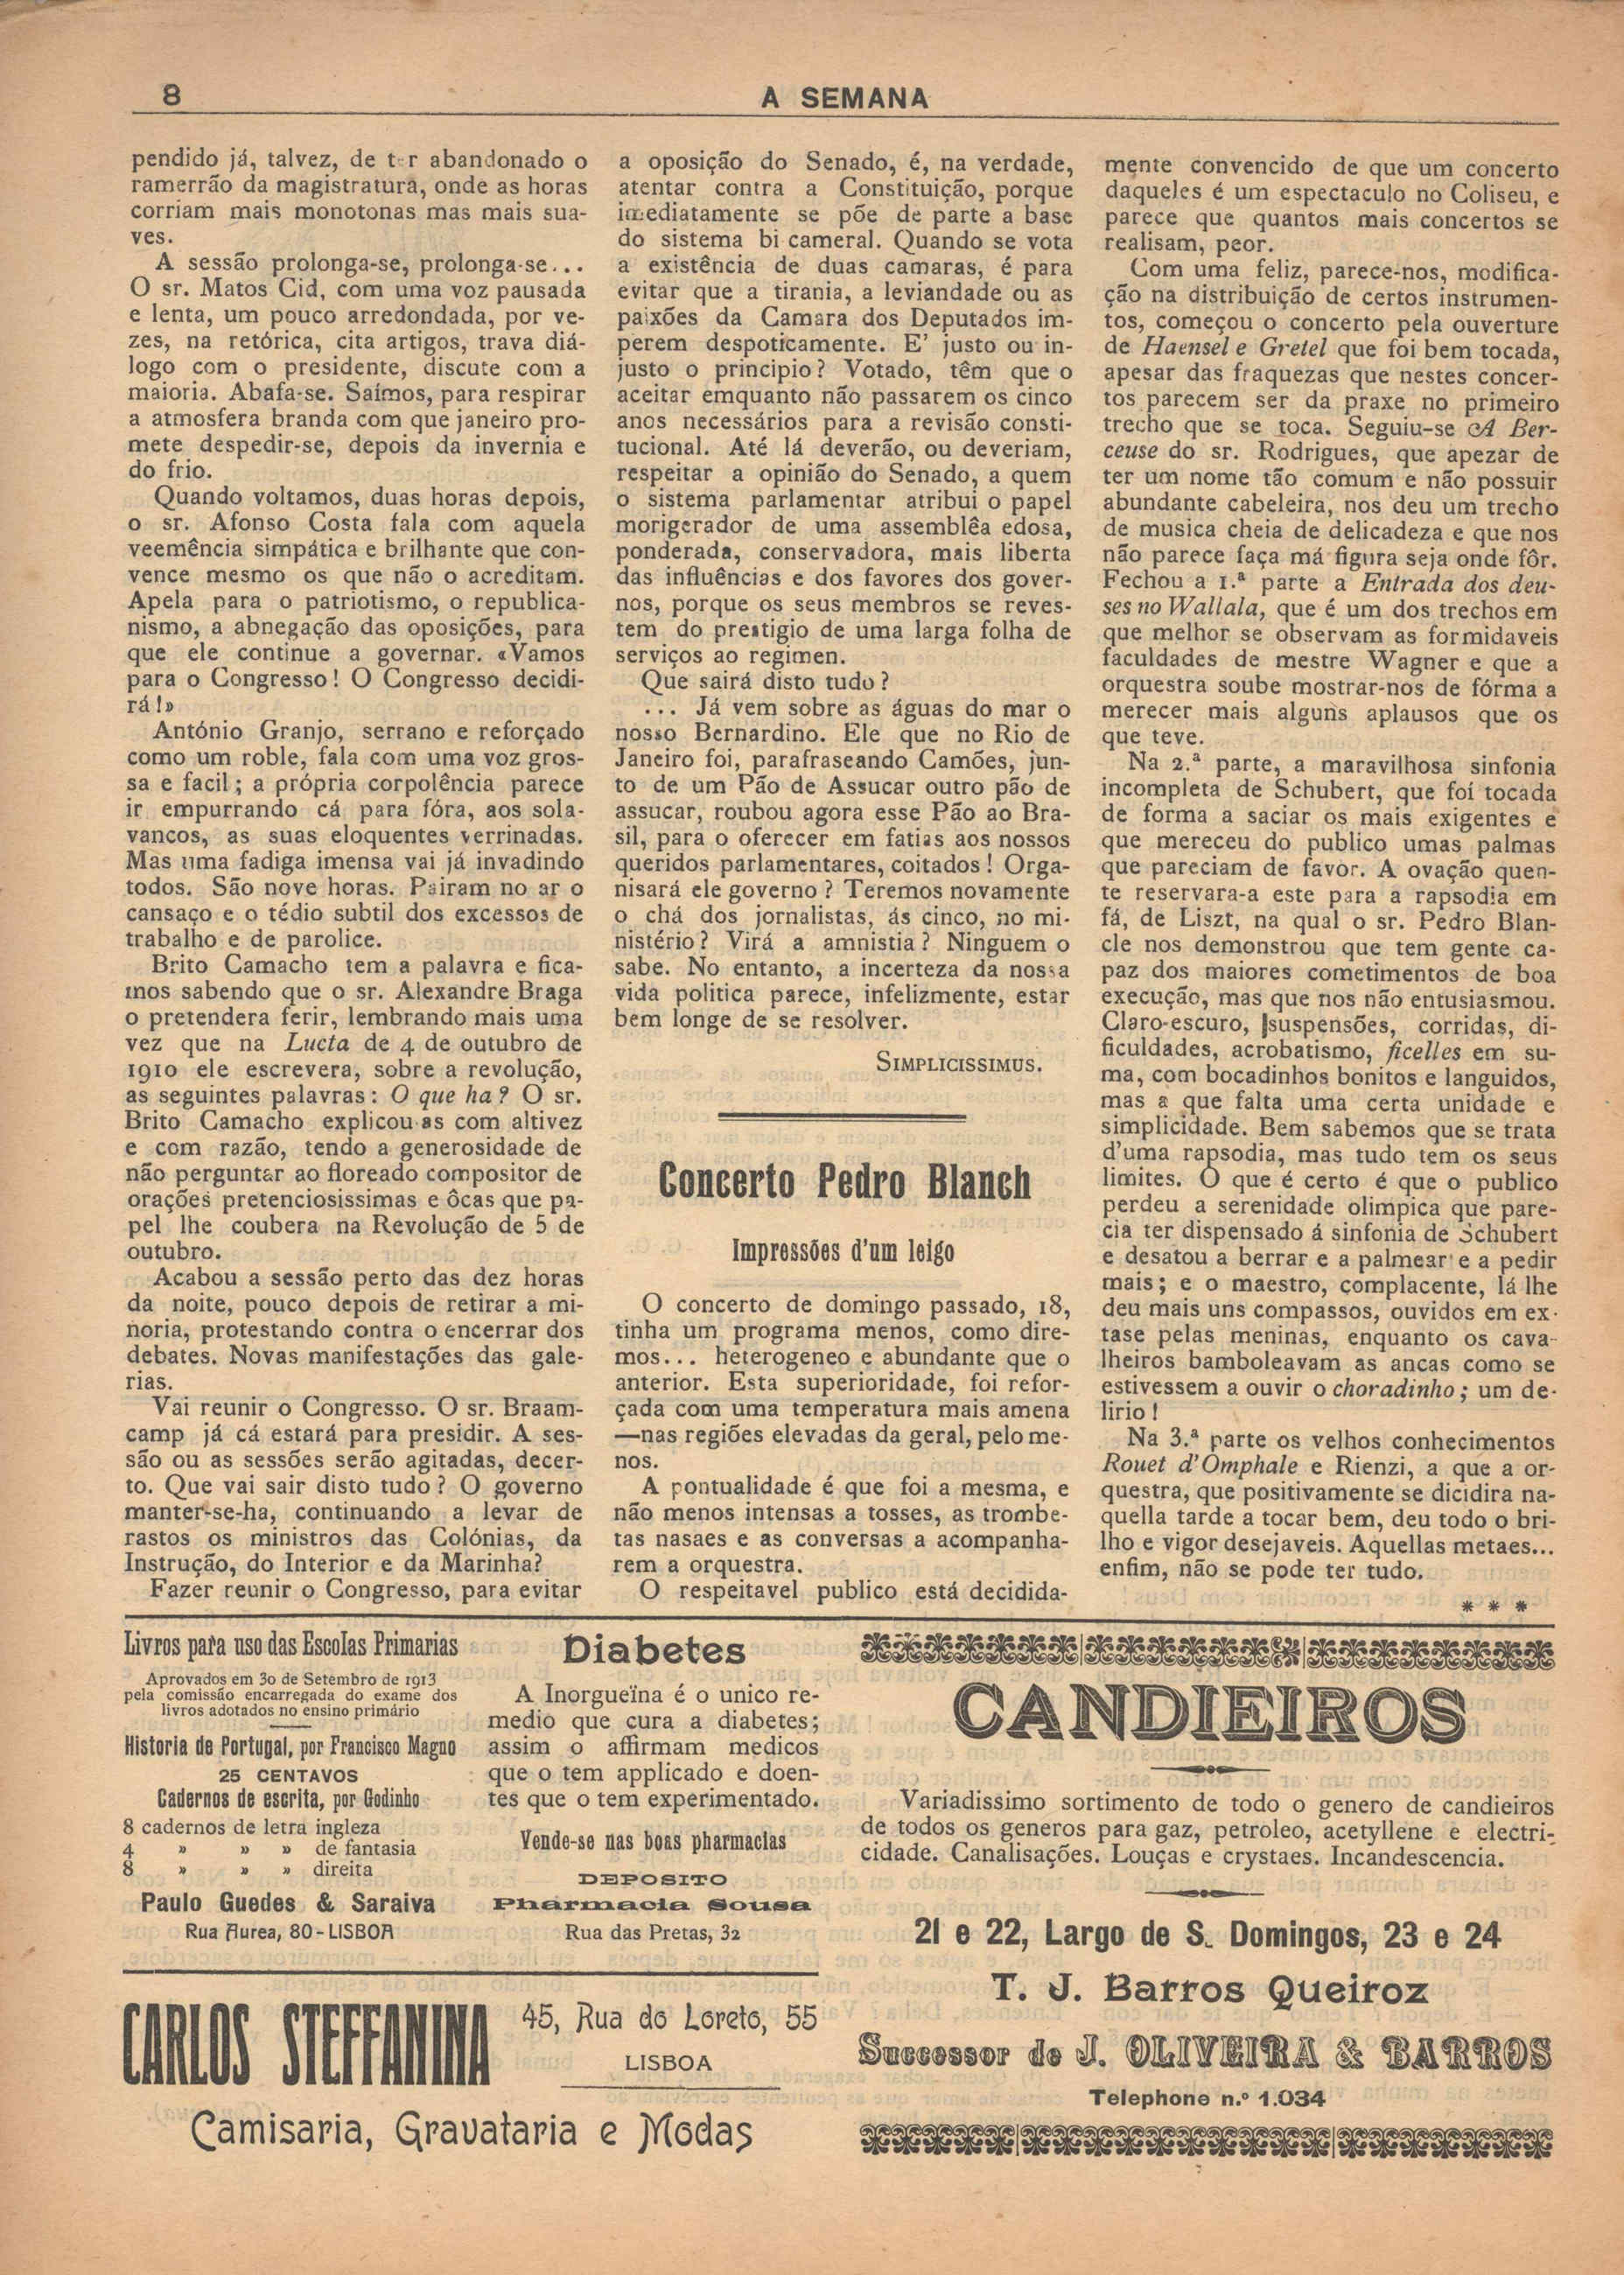 8
A SEMANA
pendido já, talvez, de ter abandonado o
ramerrão da magistratura, onde as horas
corriam mais monotonas mas mais sua-
ves.
A sessão prolonga-se, prolonga-se...
O sr. Matos Cid, com uma voz pausada
e lenta, um pouco arredondada, por ve-
zes, na retórica, cita artigos, trava diá-
logo com o presidente, discute com a
maioria. Abafa-se. Saímos, para respirar
a atmosfera branda com que janeiro pro-
mete despedir-se, depois da invernia e
do frio.
Quando voltamos, duas horas depois,
o sr. Afonso Costa fala com aquela
veemência simpática e brilhante que con-
vence mesmo os que não o acreditam.
Apela para o patriotismo, o republica-
nismo, a abnegação das oposições, para
que ele continue a governar. «Vamos
para o Congresso! O Congresso decidi-
rá!»
António Granjo, serrano e reforçado
como um roble, fala com uma voz gros-
sa e facil; a própria corpolência parece
ir empurrando cá para fóra, aos sola-
vancos, as suas eloquentes verrinadas.
Mas uma fadiga imensa vai já invadindo
todos. São nove horas. Pairam no ar o
cansaço e o tédio subtil dos excessos de
trabalho e de parolice.
Brito Camacho tem a palavra e fica-
mos sabendo que o sr. Alexandre Braga
o pretendera ferir, lembrando mais uma
vez que na Lucta de 4 de outubro de
1910 ele escrevera, sobre a revolução,
as seguintes palavras: O que ha? O sr.
Brito Camacho explicou-as com altivez
e com razão, tendo a generosidade de
não perguntar ao floreado compositor de
orações pretenciosissimas e ôcas que pa-
pel lhe coubera na Revolução de 5 de
outubro.
Acabou a sessão perto das dez horas
da noite, pouco depois de retirar a mi-
noria, protestando contra o encerrar dos
debates. Novas manifestações das gale-
rias.
Vai reunir o Congresso. O sr. Braam-
camp já cá estará para presidir. A ses-
são ou as sessões serão agitadas, decer-
to. Que vai sair disto tudo? O governo
manter-se-ha, continuando a levar de
rastos os ministros das Colónias, da
Instrução, do Interior e da Marinha?
Fazer reunir o Congresso, para evitar
a oposição do Senado, é, na verdade,
atentar contra a Constituição, porque
imediatamente se põe de parte a base
do sistema bi cameral. Quando se vota
a existência de duas camaras, é para
evitar que a tirania, a leviandade ou as
paixões da Camara dos Deputados im-
perem despoticamente. E' justo ou in-
justo o principio? Votado, têm que o
aceitar emquanto não passarem os cinco
anos necessários para a revisão consti-
tucional. Até lá deverão, ou deveriam,
respeitar a opinião do Senado, a quem
o sistema parlamentar atribui o papel
morigerador de uma assemblêa edosa,
ponderada, conservadora, mais liberta
das influências e dos favores dos gover-
nos, porque os seus membros se reves-
tem do prestigio de uma larga folha de
serviços ao regimen.
Que sairá disto tudo?
... Já vem sobre as águas do mar o
nosso Bernardino. Ele que no Rio de
Janeiro foi, parafraseando Camões, jun-
to de um Pão de Assucar outro pão de
assucar, roubou agora esse Pão ao Bra-
sil, para o oferecer em fatias aos nossos
queridos parlamentares, coitados! Orga-
nisará ele governo? Teremos novamente
o chá dos jornalistas, ás cinco, no mi-
nistério? Virá a amnistia? Ninguem o
sabe. No entanto, a incerteza da nossa
vida politica parece, infelizmente, estar
bem longe de se resolver.
SIMPLICISSIMUS.
Concerto Pedro Blanch
Impressões d'um leigo
O concerto de domingo passado, 18,
tinha um programa menos, como dire-
mos... heterogeneo e abundante que o
anterior. Esta superioridade, foi refor-
çada com uma temperatura mais amena
—nas regiões elevadas da geral, pelo me-
nos.
A pontualidade é que foi a mesma, e
não menos intensas a tosses, as trombe-
tas nasaes e as conversas a acompanha-
rem a orquestra.
O respeitavel publico está decidida-
mente convencido de que um concerto
daqueles é um espectaculo no Coliseu, e
parece que quantos mais concertos se
realisam, peor.
Com uma feliz, parece-nos, modifica-
ção na distribuição de certos instrumen-
tos, começou o concerto pela ouverture
de Haensel e Gretel que foi bem tocada,
apesar das fraquezas que nestes concer-
tos parecem ser da praxe no primeiro
trecho que se toca. Seguiu-se A Ber-
ceuse do sr. Rodrigues, que apezar de
ter um nome tão comum e não possuir
abundante cabeleira, nos deu um trecho
de musica cheia de delicadeza e que nos
não parece faça má figura seja onde fôr.
Fechou a 1.ª parte a Entrada dos deu-
ses no Wallala, que é um dos trechos em
que melhor se observam as formidaveis
faculdades de mestre Wagner e que a
orquestra soube mostrar-nos de fórma a
merecer mais alguns aplausos que os
que teve.
Na 2.ª parte, a maravilhosa sinfonia
incompleta de Schubert, que foi tocada
de forma a saciar os mais exigentes e
que mereceu do publico umas palmas
que pareciam de favor. A ovação quen-
te reservara-a este para a rapsodia em
fá, de Liszt, na qual o sr. Pedro Blan-
cle nos demonstrou que tem gente ca-
paz dos maiores cometimentos de boa
execução, mas que nos não entusiasmou.
Claro-escuro, suspensões, corridas, di-
ficuldades, acrobatismo, ficelles em su-
ma, com bocadinhos bonitos e languidos,
mas a que falta uma certa unidade e
simplicidade. Bem sabemos que se trata
d'uma rapsodia, mas tudo tem os seus
limites. O que é certo é que o publico
perdeu a serenidade olimpica que pare-
cia ter dispensado á sinfonia de Schubert
e desatou a berrar e a palmear e a pedir
mais; e o maestro, complacente, lá lhe
deu mais uns compassos, ouvidos em ex-
tase pelas meninas, enquanto os cava-
lheiros bamboleavam as ancas como se
estivessem a ouvir o choradinho; um de-
lirio!
Na 3.ª parte os velhos conhecimentos
Rouet d'Omphale e Rienzi, a que a or-
questra, que positivamente se dicidira na-
quella tarde a tocar bem, deu todo o bri-
lho e vigor desejaveis. Aquellas metaes...
enfim, não se pode ter tudo.
* * *
Livros para uso das Escolas Primarias
Aprovados em 30 de Setembro de 1913
pela comissão encarregada do exame dos
livros adotados no ensino primário
Historia de Portugal, por Francisco Magno
25 CENTAVOS
Cadernos de escrita, por Godinho
8 cadernos de letra ingleza
4 » » » de fantasia
8 » » » direita
Paulo Guedes & Saraiva
Rua Aurea, 80-LISBOA
Diabetes
A Inorgueïna é o unico re-
medio que cura a diabetes;
assim o affirmam medicos
que o tem applicado e doen-
tes que o tem experimentado.
Vende-se nas boas pharmacias
DEPOSITO
Pharmacia Sousa
Rua das Pretas, 32
CARLOS STEFFANINA
45, Rua do Loreto, 55
LISBOA
Camisaria, Gravataria e Modas
CANDIEIROS
Variadissimo sortimento de todo o genero de candieiros
de todos os generos para gaz, petroleo, acetyllene e electri-
cidade. Canalisações. Louças e crystaes. Incandescencia.
21 e 22, Largo de S. Domingos, 23 e 24
T. J. Barros Queiroz
Successor de J. OLIVEIRA & BARROS
Telephone n.º 1.034